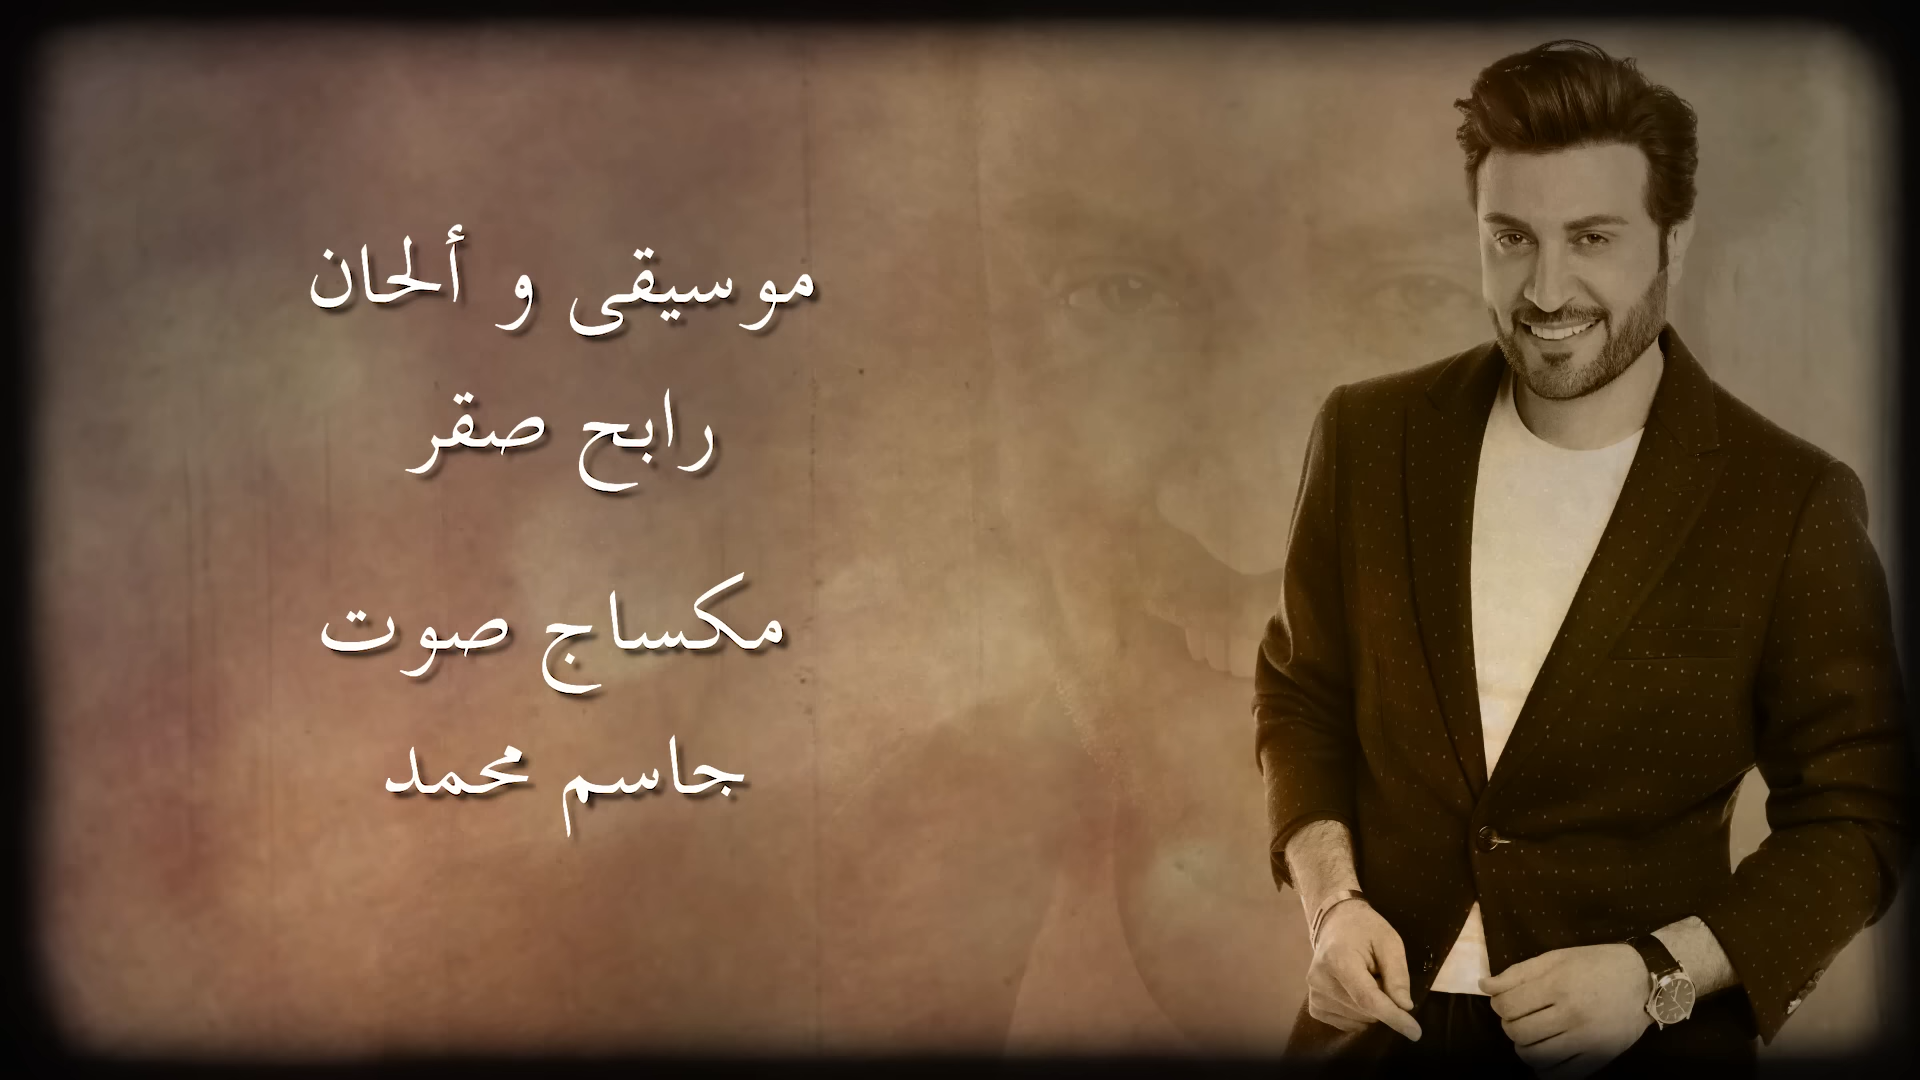 موسيقى و ألحان
رابح صقر
مكساج صوت
جاسم محمد